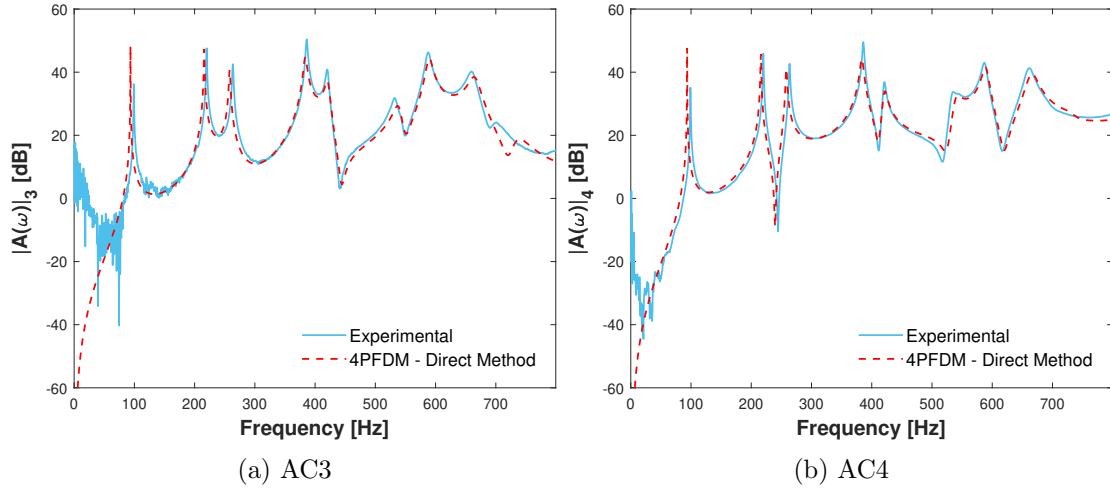 60
40
20
0
-20
-40
-60
|A(ω)|3 [dB]
Experimental
4PFDM - Direct Method
0 100 200 300 400 500 600 700
Frequency [Hz]
(a) AC3
60
40
20
0
-20
-40
-60
|A(ω)|4 [dB]
Experimental
4PFDM - Direct Method
0 100 200 300 400 500 600 700
Frequency [Hz]
(b) AC4